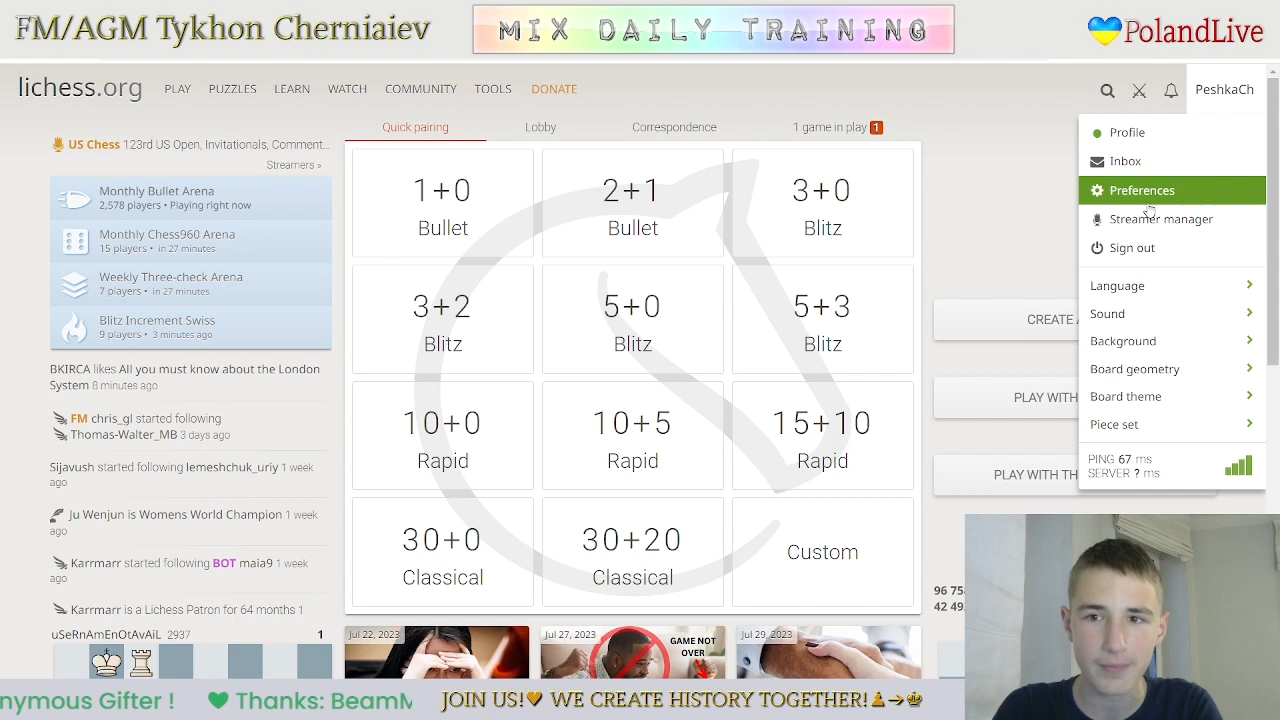 FM/AGM Tykhon Cherniaiev
MIX DAILY TRAINING
PolandLive
lichess.org
PLAY
PUZZLES
LEARN
WATCH
COMMUNITY
TOOLS
DONATE
PeshkaCh
Quick pairing
Lobby
Correspondence
1 game in play 1
US Chess 123rd US Open, Invitationals, Comment...
Streamers »
Monthly Bullet Arena
2,578 players • Playing right now
Monthly Chess960 Arena
15 players • in 27 minutes
Weekly Three-check Arena
7 players • in 27 minutes
Blitz Increment Swiss
9 players • 3 minutes ago
BKIRCA likes All you must know about the London
System 8 minutes ago
FM chris_gl started following
Thomas-Walter_MB 3 days ago
Sijavush started following lemeshchuk_uriy 1 week
ago
Ju Wenjun is Womens World Champion 1 week
ago
Karrmarr started following BOT maia9 1 week
ago
Karrmarr is a Lichess Patron for 64 months 1
uSeRnAmEnOtAvAiL 2937
1
1+0
Bullet
2+1
Bullet
3+0
Blitz
3+2
Blitz
5+0
Blitz
5+3
Blitz
10+0
Rapid
10+5
Rapid
15+10
Rapid
30+0
Classical
30+20
Classical
Custom
CREATE
PLAY WITH
PLAY WITH TH
96 75
42 49
Profile
Inbox
Preferences
Streamer manager
Sign out
Language
Sound
Background
Board geometry
Board theme
Piece set
PING 67 ms
SERVER ? ms
Jul 22, 2023
Jul 27, 2023
GAME NOT
OVER
Jul 29, 2023
nymous Gifter !
Thanks: BeamM
JOIN US!🧡 WE CREATE HISTORY TOGETHER!♟→♚